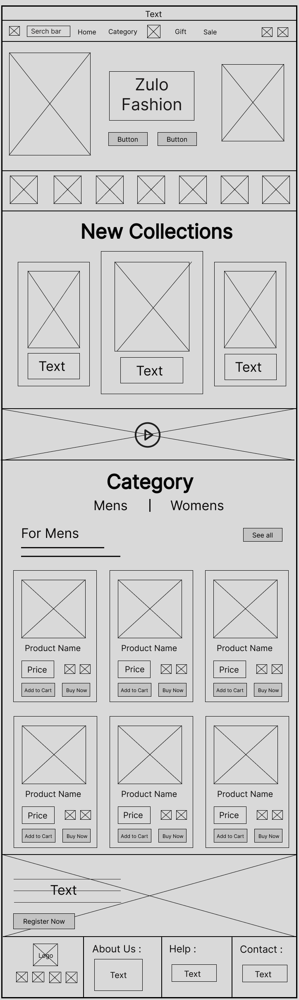 Text
Serch bar
Home
Category
Gift
Sale
Zulo
Fashion
Button
Button
New Collections
Text
Text
Text
Category
Mens
Womens
For Mens
See all
Product Name
Product Name
Product Name
Price
Price
Price
Add to Cart
Buy Now
Add to Cart
Buy Now
Add to Cart
Buy Now
Product Name
Product Name
Product Name
Price
Price
Price
Add to Cart
Buy Now
Add to Cart
Buy Now
Add to Cart
Buy Now
Text
Register Now
Logo
About Us :
Text
Help :
Text
Contact :
Text